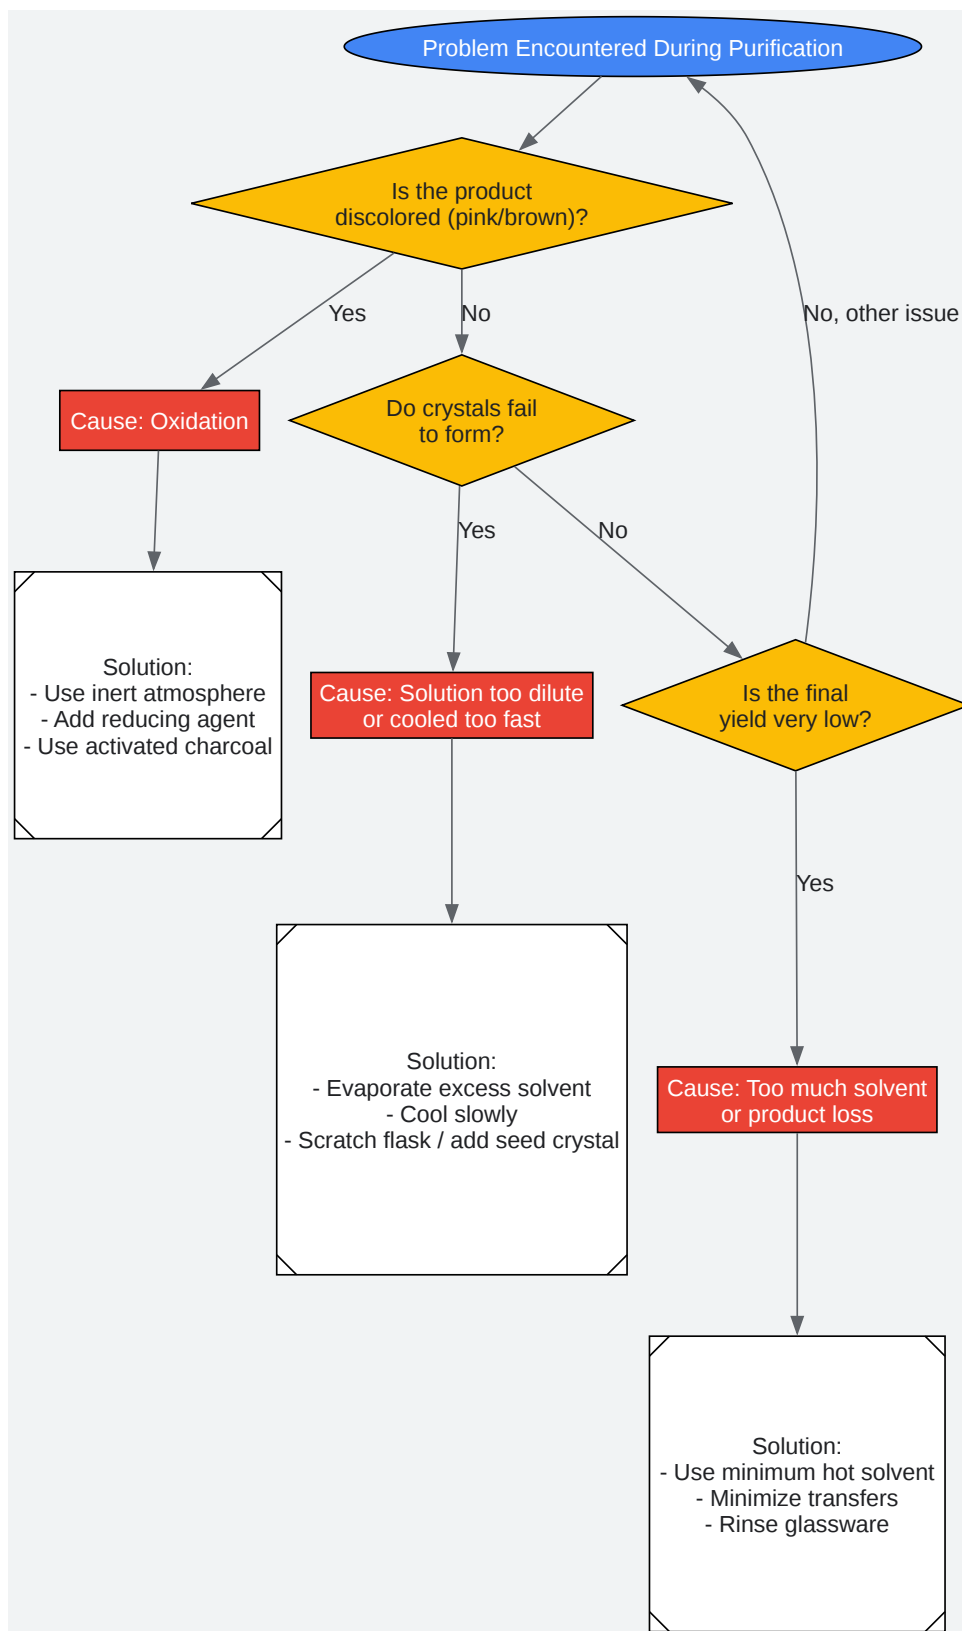 Problem Encountered During Purification
Is the product
discolored (pink/brown)?
Yes
No
No, other issue
Cause: Oxidation
Do crystals fail
to form?
Yes
No
Solution:
- Use inert atmosphere
- Add reducing agent
- Use activated charcoal
Cause: Solution too dilute
or cooled too fast
Is the final
yield very low?
Yes
Solution:
- Evaporate excess solvent
- Cool slowly
- Scratch flask / add seed crystal
Cause: Too much solvent
or product loss
Solution:
- Use minimum hot solvent
- Minimize transfers
- Rinse glassware